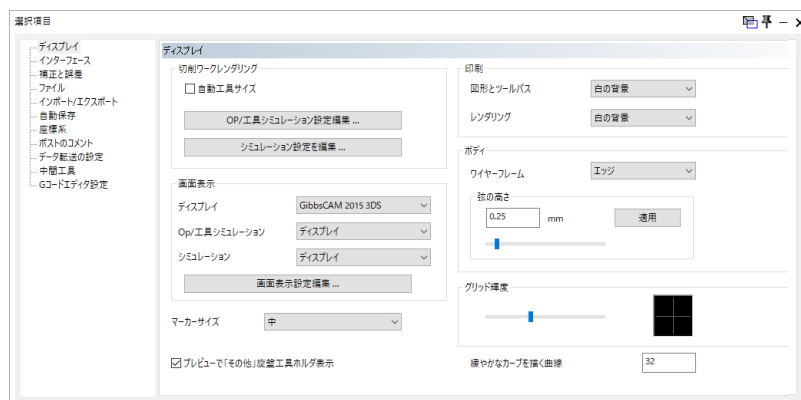 選択項目
ディスプレイ
インターフェース
補正と誤差
ファイル
インポート/エクスポート
自動保存
座標系
ポストのコメント
データ転送の設定
中間工具
Gコードエディタ設定
ディスプレイ
切削ワークレンダリング
自動工具サイズ
OP/工具シミュレーション設定編集 ...
シミュレーション設定を編集 ...
画面表示
ディスプレイ GibbsCAM 2015 3DS
Op/工具シミュレーション ディスプレイ
シミュレーション ディスプレイ
画面表示設定編集 ...
マーカーサイズ 中
プレビューで「その他」旋盤工具ホルダ表示
印刷
図形とツールパス 白の背景
レンダリング 白の背景
ボディ
ワイヤーフレーム エッジ
弦の高さ
0.25 mm 適用
グリッド輝度
緩やかなカーブを描く曲線 32